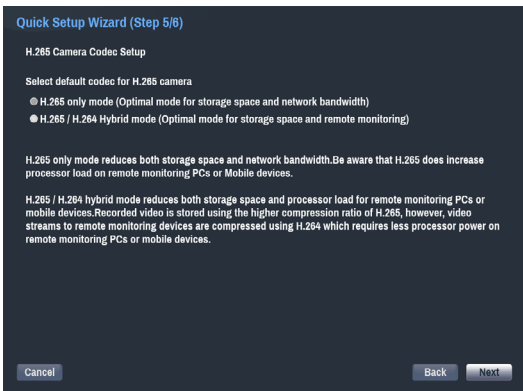 Quick Setup Wizard (Step 5/6)
H.265 Camera Codec Setup
Select default codec for H.265 camera
H.265 only mode (Optimal mode for storage space and network bandwidth)
H.265 / H.264 Hybrid mode (Optimal mode for storage space and remote monitoring)
H.265 only mode reduces both storage space and network bandwidth.Be aware that H.265 does increase
processor load on remote monitoring PCs or Mobile devices.
H.265 / H.264 hybrid mode reduces both storage space and processor load for remote monitoring PCs or
mobile devices.Recorded video is stored using the higher compression ratio of H.265, however, video
streams to remote monitoring devices are compressed using H.264 which requires less processor power on
remote monitoring PCs or mobile devices.
Cancel Back Next